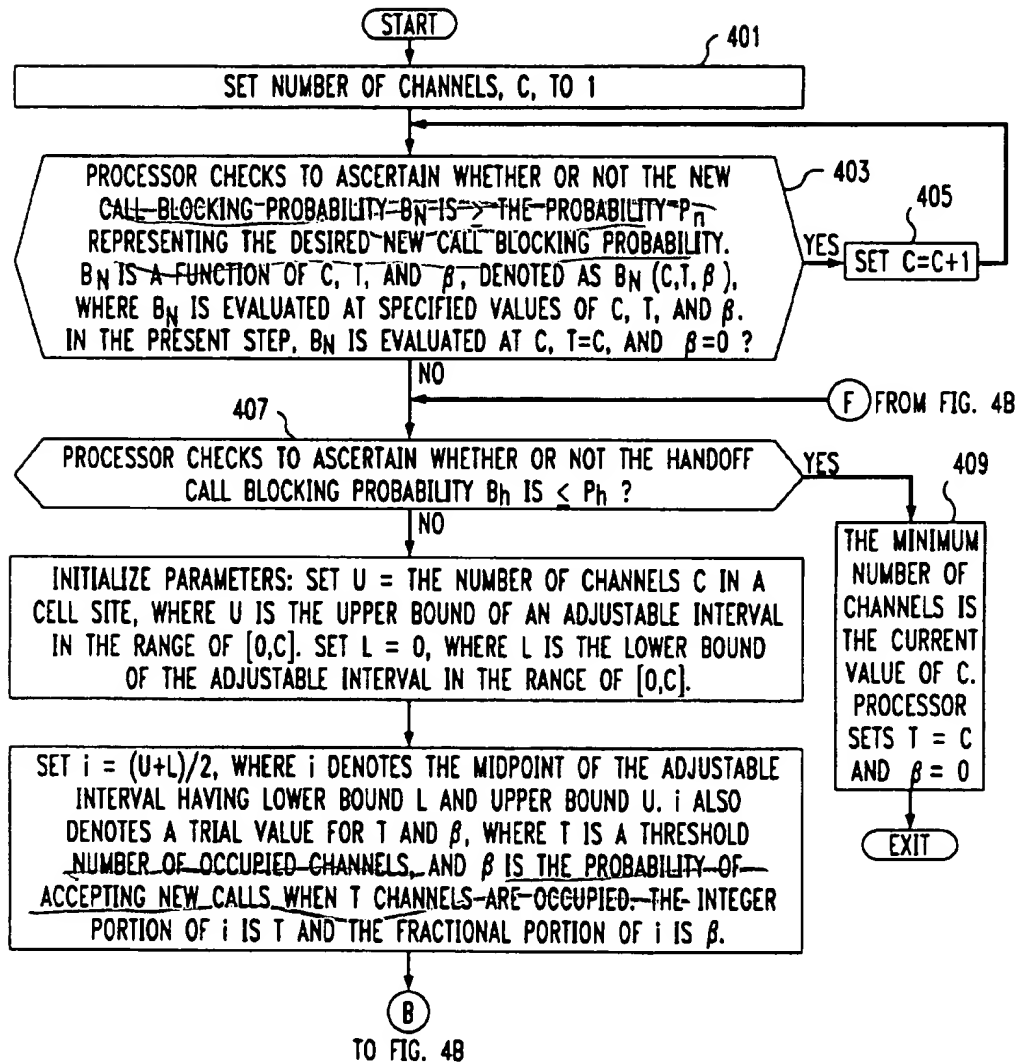 START
401
SET NUMBER OF CHANNELS, C, TO 1
403
PROCESSOR CHECKS TO ASCERTAIN WHETHER OR NOT THE NEW
CALL BLOCKING PROBABILITY BN IS ≥ THE PROBABILITY Pn
REPRESENTING THE DESIRED NEW CALL BLOCKING PROBABILITY.
BN IS A FUNCTION OF C, T, AND β, DENOTED AS BN (C,T,β),
WHERE BN IS EVALUATED AT SPECIFIED VALUES OF C, T, AND β.
IN THE PRESENT STEP, BN IS EVALUATED AT C, T=C, AND β=0 ?
YES
405
SET C=C+1
NO
F FROM FIG. 4B
407
PROCESSOR CHECKS TO ASCERTAIN WHETHER OR NOT THE HANDOFF
CALL BLOCKING PROBABILITY Bh IS ≤ Ph ?
YES
409
THE MINIMUM
NUMBER OF
CHANNELS IS
THE CURRENT
VALUE OF C.
PROCESSOR
SETS T = C
AND β = 0
EXIT
NO
INITIALIZE PARAMETERS: SET U = THE NUMBER OF CHANNELS C IN A
CELL SITE, WHERE U IS THE UPPER BOUND OF AN ADJUSTABLE INTERVAL
IN THE RANGE OF [0,C]. SET L = 0, WHERE L IS THE LOWER BOUND
OF THE ADJUSTABLE INTERVAL IN THE RANGE OF [0,C].
SET i = (U+L)/2, WHERE i DENOTES THE MIDPOINT OF THE ADJUSTABLE
INTERVAL HAVING LOWER BOUND L AND UPPER BOUND U. i ALSO
DENOTES A TRIAL VALUE FOR T AND β, WHERE T IS A THRESHOLD
NUMBER OF OCCUPIED CHANNELS, AND β IS THE PROBABILITY OF
ACCEPTING NEW CALLS WHEN T CHANNELS ARE OCCUPIED. THE INTEGER
PORTION OF i IS T AND THE FRACTIONAL PORTION OF i IS β.
B
TO FIG. 4B